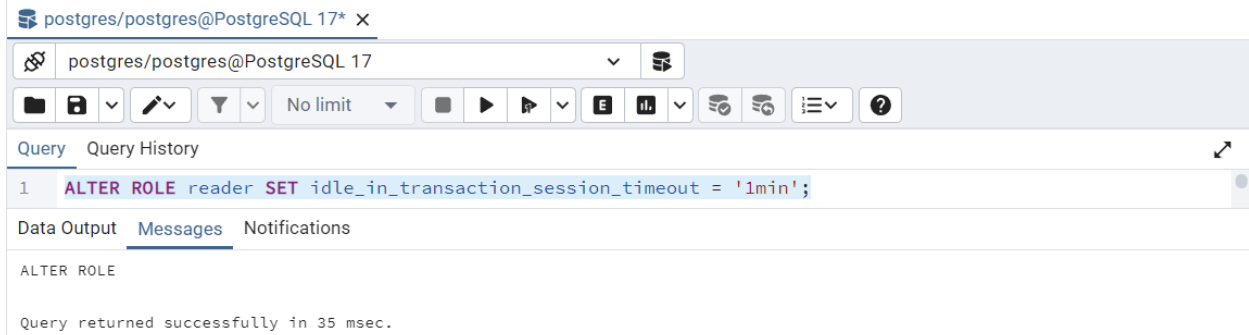 postgres/postgres@PostgreSQL 17*
postgres/postgres@PostgreSQL 17
No limit
E
Query Query History
1 ALTER ROLE reader SET idle_in_transaction_session_timeout = '1min';
Data Output Messages Notifications
ALTER ROLE
Query returned successfully in 35 msec.